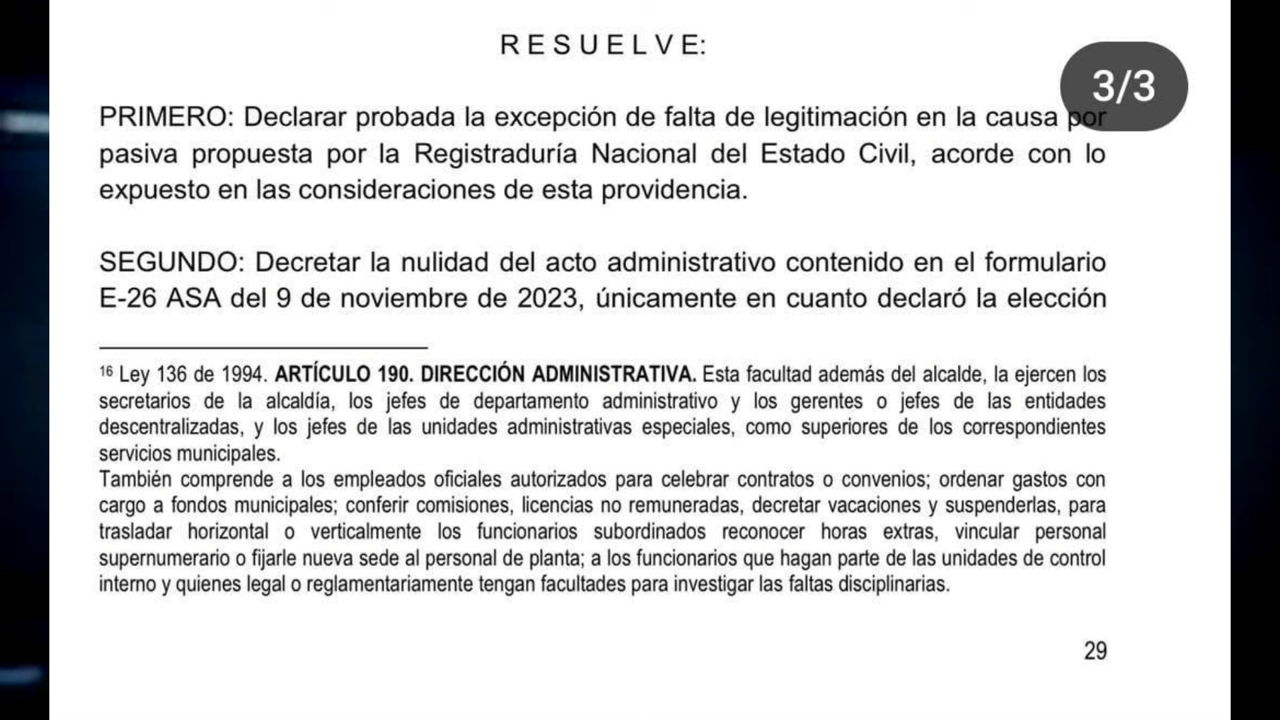 R E S U E L V E:
3/3
PRIMERO: Declarar probada la excepción de falta de legitimación en la causa por
pasiva propuesta por la Registraduría Nacional del Estado Civil, acorde con lo
expuesto en las consideraciones de esta providencia.
SEGUNDO: Decretar la nulidad del acto administrativo contenido en el formulario
E-26 ASA del 9 de noviembre de 2023, únicamente en cuanto declaró la elección
16 Ley 136 de 1994. ARTÍCULO 190. DIRECCIÓN ADMINISTRATIVA. Esta facultad además del alcalde, la ejercen los
secretarios de la alcaldía, los jefes de departamento administrativo y los gerentes o jefes de las entidades
descentralizadas, y los jefes de las unidades administrativas especiales, como superiores de los correspondientes
servicios municipales.
También comprende a los empleados oficiales autorizados para celebrar contratos o convenios; ordenar gastos con
cargo a fondos municipales; conferir comisiones, licencias no remuneradas, decretar vacaciones y suspenderlas, para
trasladar horizontal o verticalmente los funcionarios subordinados reconocer horas extras, vincular personal
supernumerario o fijarle nueva sede al personal de planta; a los funcionarios que hagan parte de las unidades de control
interno y quienes legal o reglamentariamente tengan facultades para investigar las faltas disciplinarias.
29